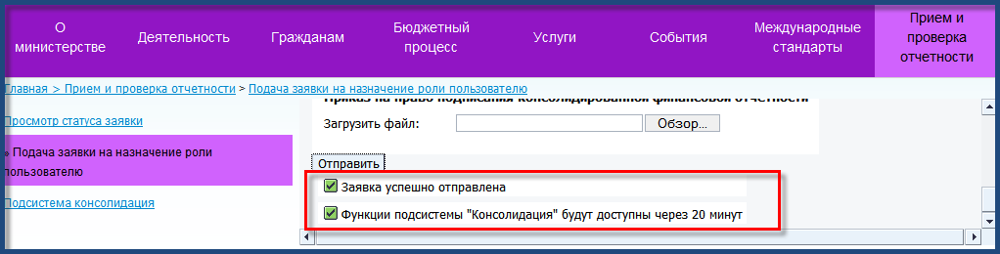 О министерстве
Деятельность
Гражданам
Бюджетный процесс
Услуги
События
Международные стандарты
Прием и проверка отчетности
Главная > Прием и проверка отчетности > Подача заявки на назначение роли пользователю
Просмотр статуса заявки
» Подача заявки на назначение роли
пользователю
Подсистема консолидация
Приказ на право подписания консолидированной финансовой отчетности
Загрузить файл:
Обзор...
Отправить
Заявка успешно отправлена
Функции подсистемы "Консолидация" будут доступны через 20 минут